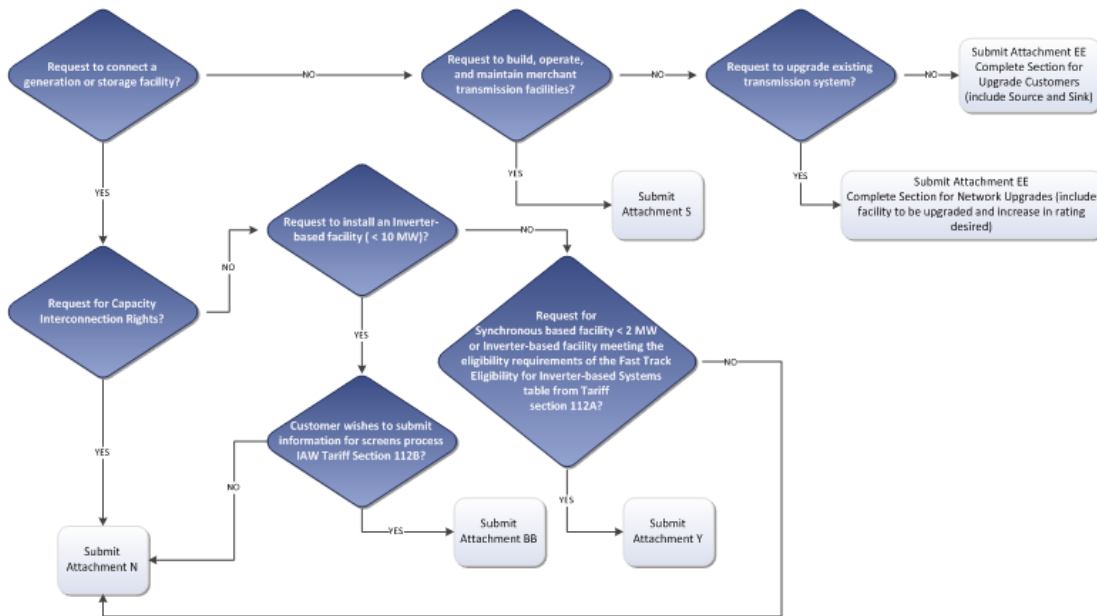 Request to connect a
generation or storage facility?
NO
Request to build, operate,
and maintain merchant
transmission facilities?
NO
Request to upgrade existing
transmission system?
NO
Submit Attachment EE
Complete Section for
Upgrade Customers
(include Source and Sink)
YES
YES
YES
Submit
Attachment S
Submit Attachment EE
Complete Section for Network Upgrades (include
facility to be upgraded and increase in rating
desired)
Request to install an Inverter-
based facility ( < 10 MW)?
NO
NO
Request for Capacity
Interconnection Rights?
YES
Request for
Synchronous based facility < 2 MW
or Inverter-based facility meeting the
eligibility requirements of the Fast Track
Eligibility for Inverter-based Systems
table from Tariff
section 112A?
NO
Customer wishes to submit
information for screens process
IAW Tariff Section 112B?
YES
NO
YES
Submit
Attachment BB
YES
Submit
Attachment Y
Submit
Attachment N